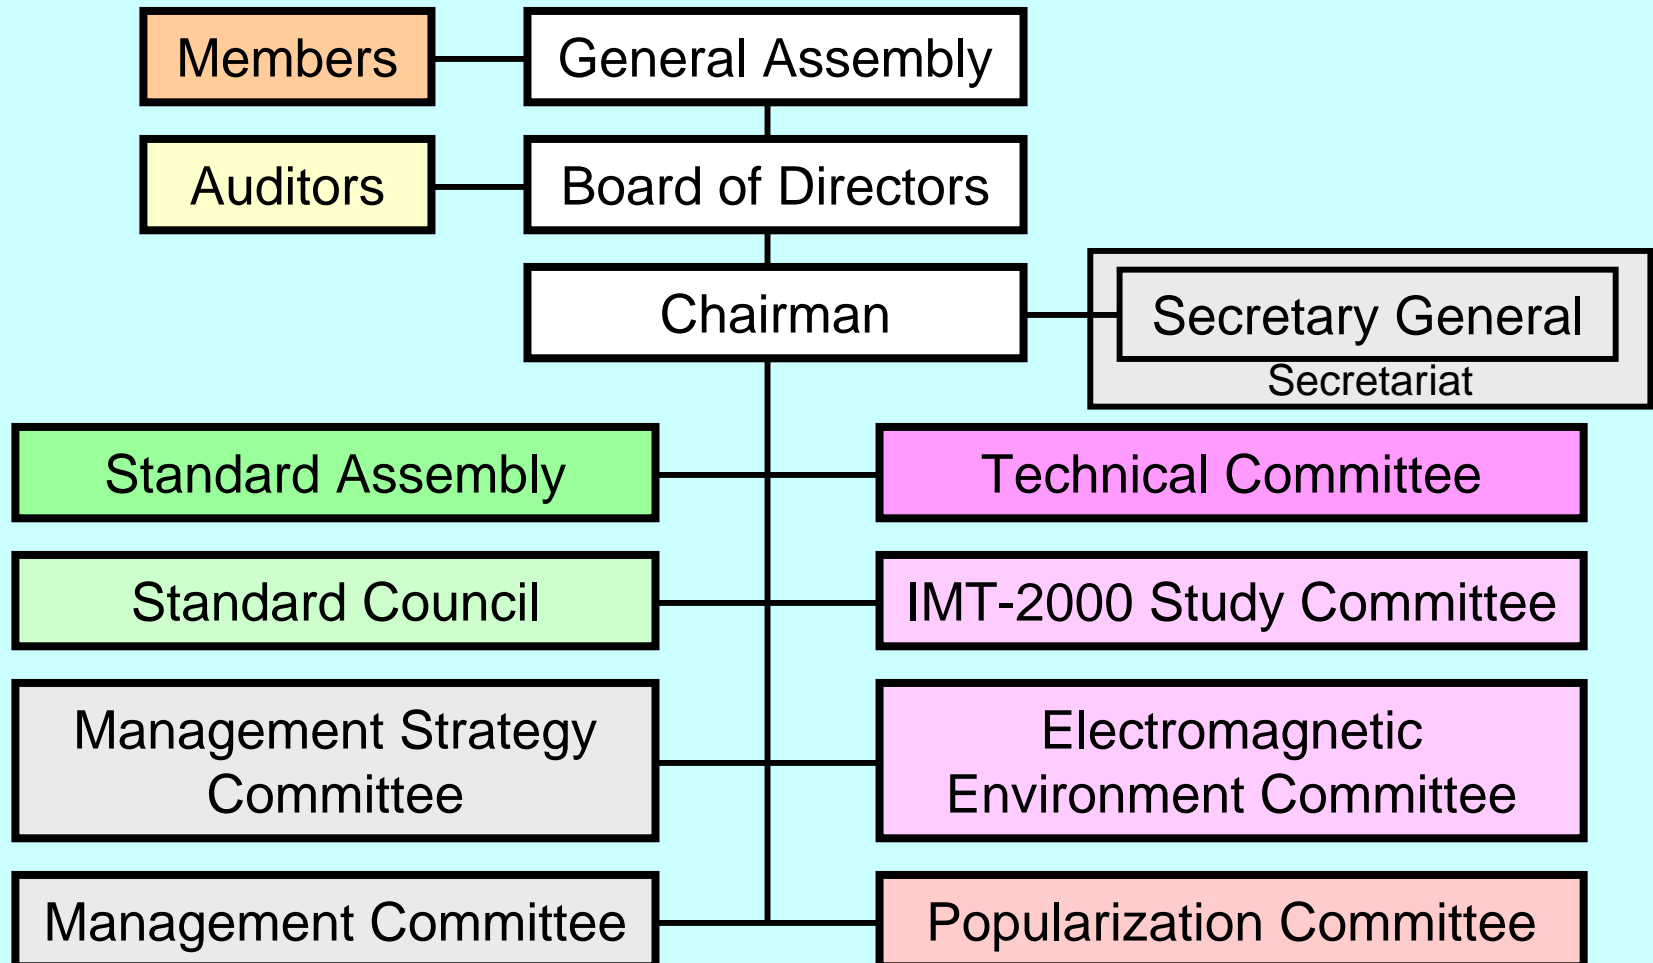 Members
General Assembly
Auditors
Board of Directors
Chairman
Secretary General
Secretariat
Standard Assembly
Technical Committee
Standard Council
IMT-2000 Study Committee
Management Strategy
Committee
Electromagnetic
Environment Committee
Management Committee
Popularization Committee